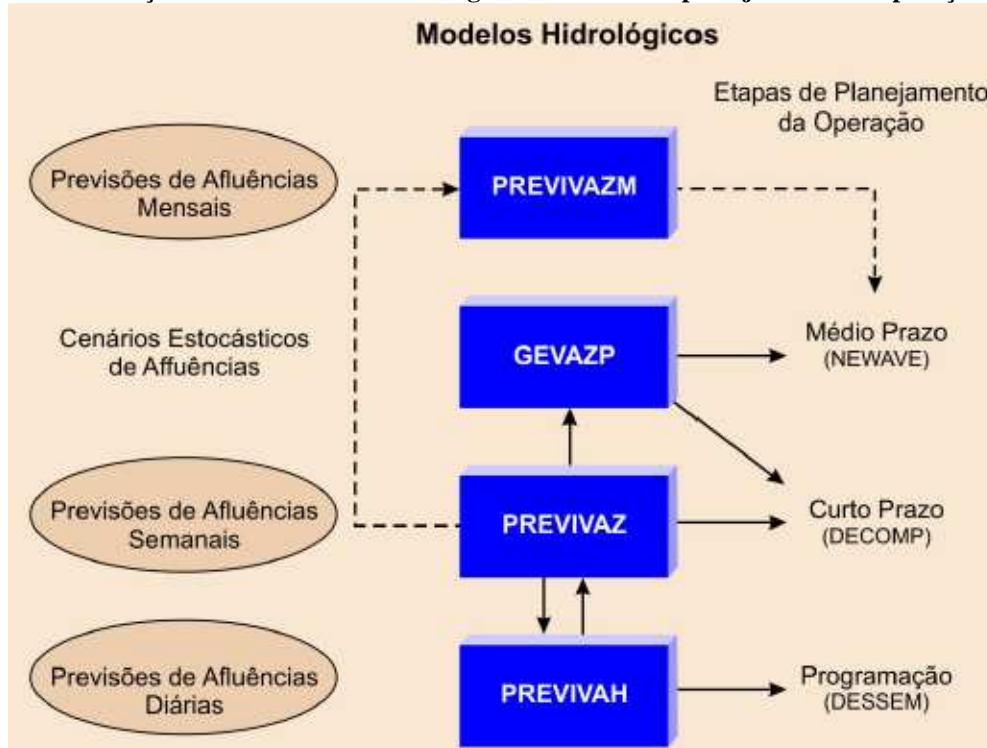 Modelos Hidrológicos
Etapas de Planejamento
da Operação
Previsões de Afluências
Mensais
PREVIVAZM
Cenários Estocásticos
de Affuências
GEVAZP
Médio Prazo
(NEWAVE)
Previsões de Afluências
Semanais
PREVIVAZ
Curto Prazo
(DECOMP)
Previsões de Afluências
Diárias
PREVIVAH
Programação
(DESSEM)